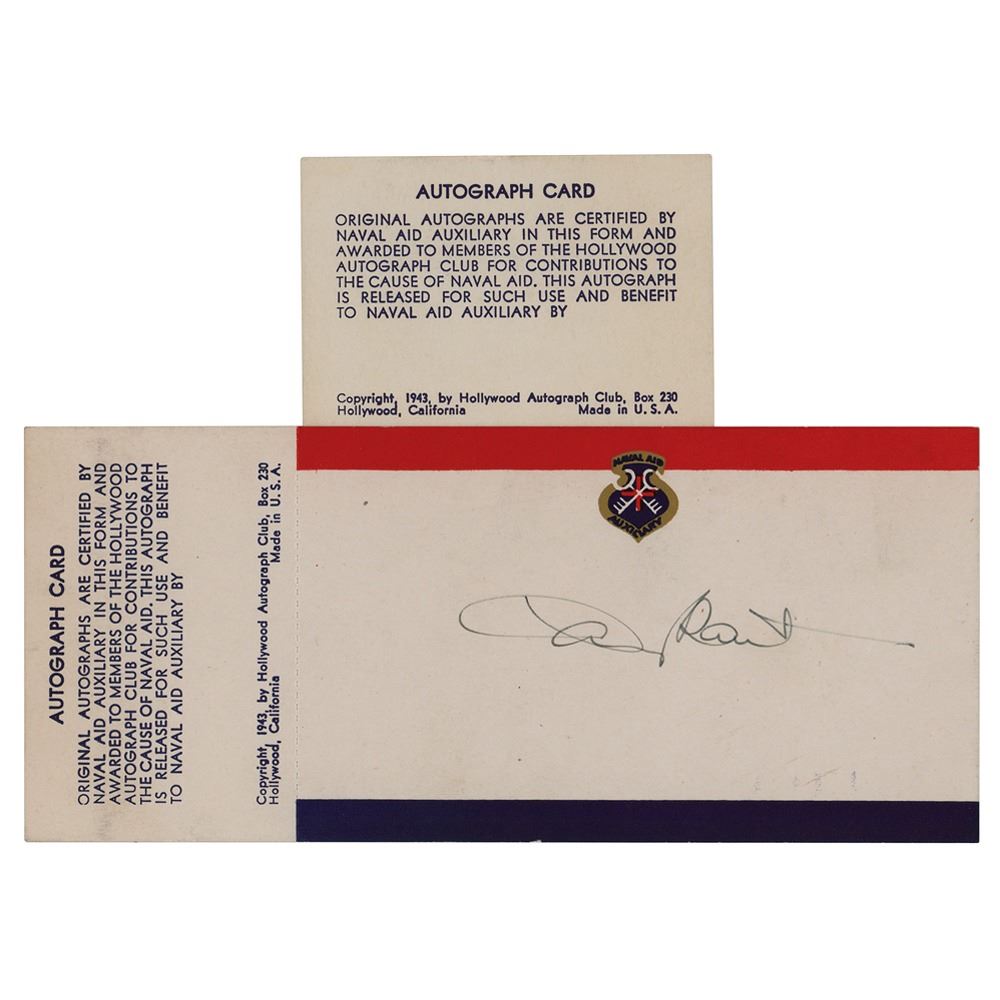 AUTOGRAPH CARD
ORIGINAL AUTOGRAPHS ARE CERTIFIED BY
NAVAL AID AUXILIARY IN THIS FORM AND
AWARDED TO MEMBERS OF THE HOLLYWOOD
AUTOGRAPH CLUB FOR CONTRIBUTIONS TO
THE CAUSE OF NAVAL AID. THIS AUTOGRAPH
IS RELEASED FOR SUCH USE AND BENEFIT
TO NAVAL AID AUXILIARY BY
Copyright, 1943, by Hollywood Autograph Club, Box 230
Hollywood, California Made in U. S. A.
AUTOGRAPH CARD
ORIGINAL AUTOGRAPHS ARE CERTIFIED BY
NAVAL AID AUXILIARY IN THIS FORM AND
AWARDED TO MEMBERS OF THE HOLLYWOOD
AUTOGRAPH CLUB FOR CONTRIBUTIONS TO
THE CAUSE OF NAVAL AID. THIS AUTOGRAPH
IS RELEASED FOR SUCH USE AND BENEFIT
TO NAVAL AID AUXILIARY BY
Copyright, 1943, by Hollywood Autograph Club, Box 230
Hollywood, California Made in U. S. A.
NAVAL AID
AUXILIARY